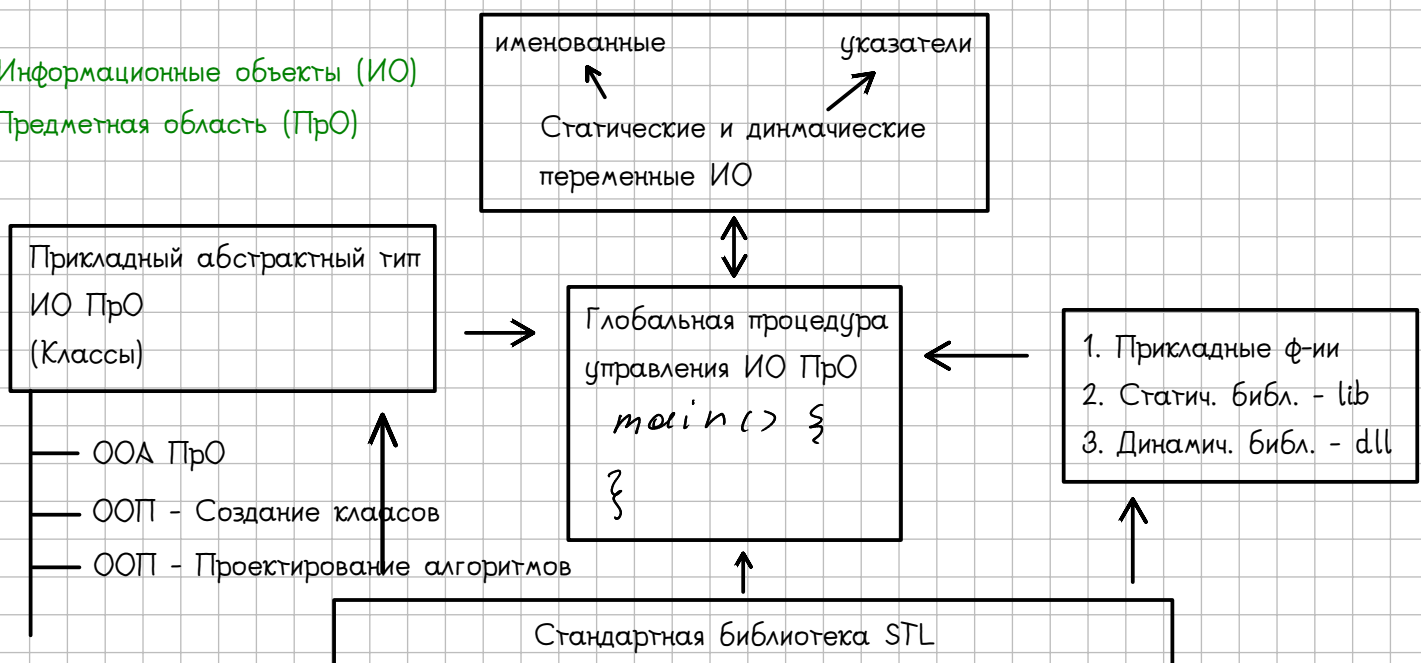 именованные указатели
Статические и динмачиеские
переменные ИО
Информационные объекты (ИО)
Предметная область (ПрО)
Прикладный абстрактный тип
ИО ПрО
(Классы)
ООА ПрО
ООП - Создание клаасов
ООП - Проектирование алгоритмов
Глобальная процедура
управления ИО ПрО
main() {
}
1. Прикладные ф-ии
2. Статич. библ. - lib
3. Динамич. библ. - dll
Стандартная библиотека STL